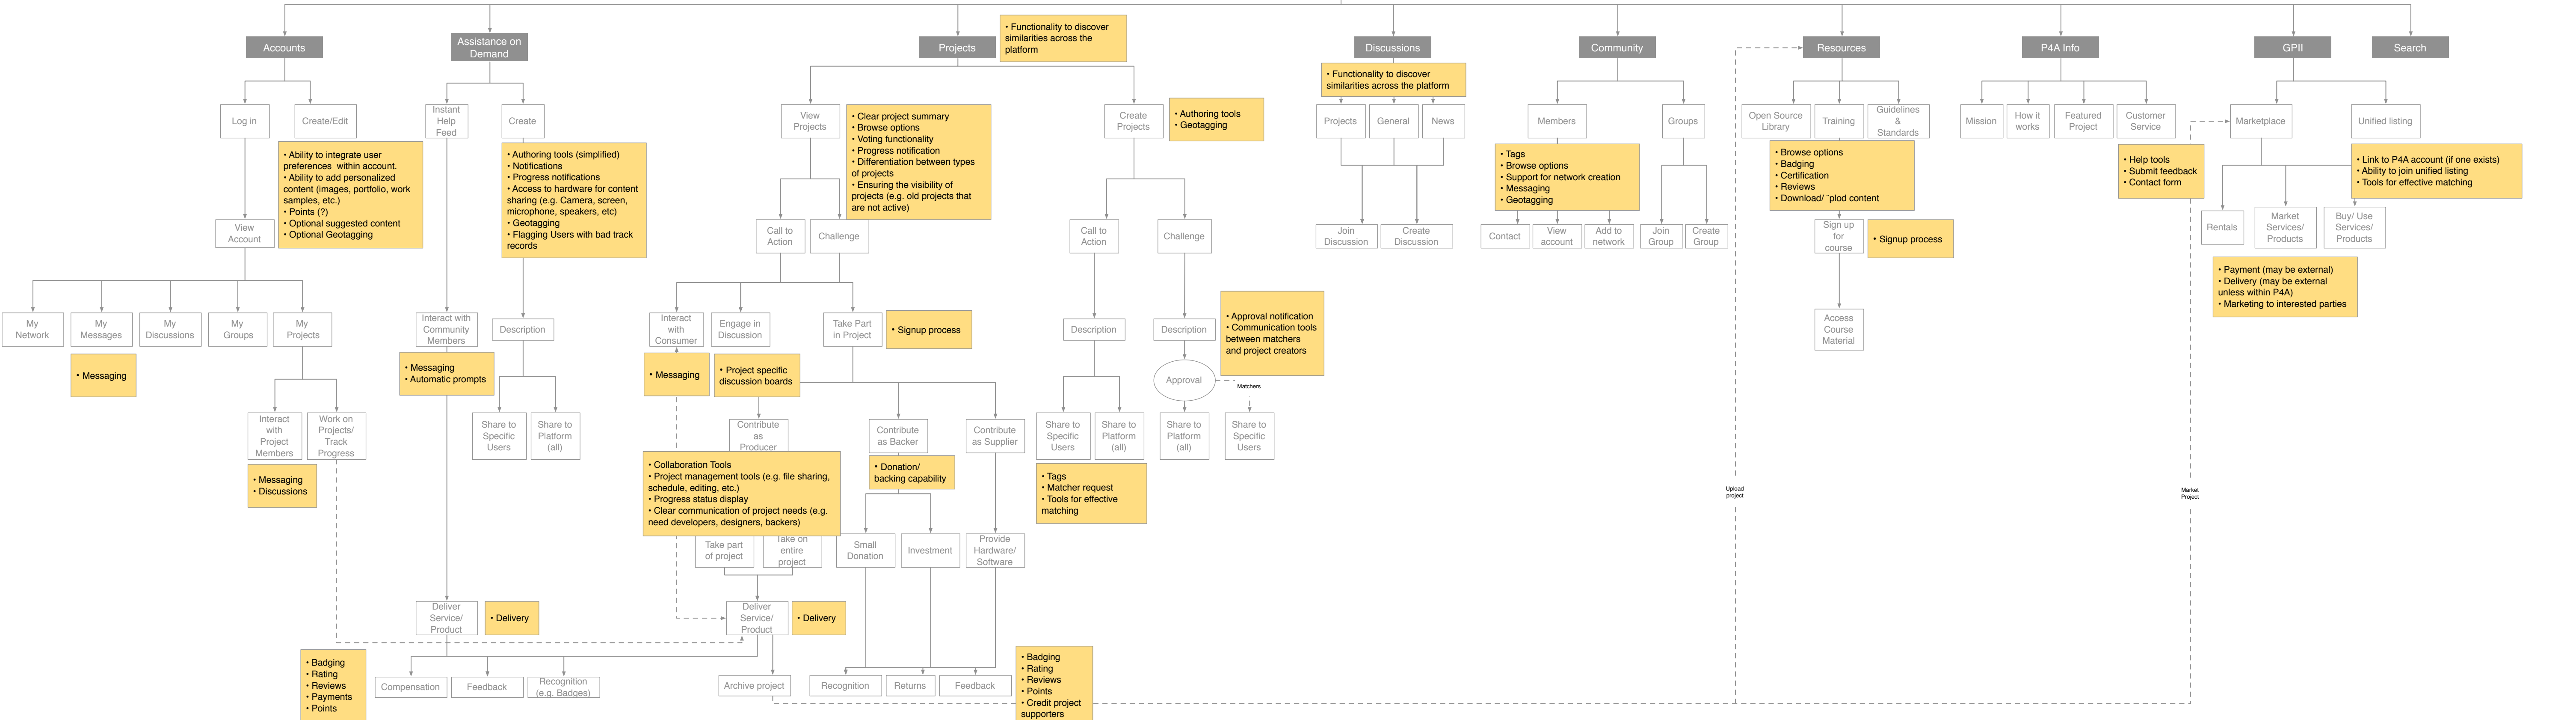 Accounts
Assistance on
Demand
Projects
• Functionality to discover
similarities across the
platform
Discussions
Community
Resources
P4A Info
GPII
Search
• Functionality to discover
similarities across the platform
Log in
Create/Edit
Instant
Help
Feed
Create
View
Projects
• Clear project summary
• Browse options
• Voting functionality
• Progress notification
• Differentiation between types
of projects
• Ensuring the visibility of
projects (e.g. old projects that
are not active)
Create
Projects
• Authoring tools
• Geotagging
Projects
General
News
Members
Groups
Open Source
Library
Training
Guidelines
&
Standards
Mission
How it
works
Featured
Project
Customer
Service
Marketplace
Unified listing
• Ability to integrate user
preferences within account.
• Ability to add personalized
content (images, portfolio, work
samples, etc.)
• Points (?)
• Optional suggested content
• Optional Geotagging
• Authoring tools (simplified)
• Notifications
• Progress notifications
• Access to hardware for content
sharing (e.g. Camera, screen,
microphone, speakers, etc)
• Geotagging
• Flagging Users with bad track
records
• Tags
• Browse options
• Support for network creation
• Messaging
• Geotagging
• Browse options
• Badging
• Certification
• Reviews
• Download/ ¨plod content
• Help tools
• Submit feedback
• Contact form
• Link to P4A account (if one exists)
• Ability to join unified listing
• Tools for effective matching
View
Account
Call to
Action
Challenge
Call to
Action
Challenge
Join
Discussion
Create
Discussion
Contact
View
account
Add to
network
Join
Group
Create
Group
Sign up
for
course
• Signup process
Rentals
Market
Services/
Products
Buy/ Use
Services/
Products
• Payment (may be external)
• Delivery (may be external
unless within P4A)
• Marketing to interested parties
My
Network
My
Messages
My
Discussions
My
Groups
My
Projects
Interact with
Community
Members
Description
Interact
with
Consumer
Engage in
Discussion
Take Part
in Project
• Signup process
Description
Description
• Approval notification
• Communication tools
between matchers
and project creators
Access
Course
Material
• Messaging
• Messaging
• Automatic prompts
• Messaging
• Project specific
discussion boards
Approval
Matchers
Interact
with
Project
Members
Work on
Projects/
Track
Progress
Share to
Specific
Users
Share to
Platform
(all)
Contribute
as
Producer
Contribute
as Backer
Contribute
as Supplier
Share to
Specific
Users
Share to
Platform
(all)
Share to
Platform
(all)
Share to
Specific
Users
• Messaging
• Discussions
• Collaboration Tools
• Project management tools (e.g. file sharing,
schedule, editing, etc.)
• Progress status display
• Clear communication of project needs (e.g.
need developers, designers, backers)
• Donation/
backing capability
• Tags
• Matcher request
• Tools for effective
matching
Upload
project
Market
Project
Take part
of project
Take on
entire
project
Small
Donation
Investment
Provide
Hardware/
Software
Deliver
Service/
Product
• Delivery
Deliver
Service/
Product
• Delivery
• Badging
• Rating
• Reviews
• Payments
• Points
Compensation
Feedback
Recognition
(e.g. Badges)
Archive project
Recognition
Returns
Feedback
• Badging
• Rating
• Reviews
• Points
• Credit project
supporters